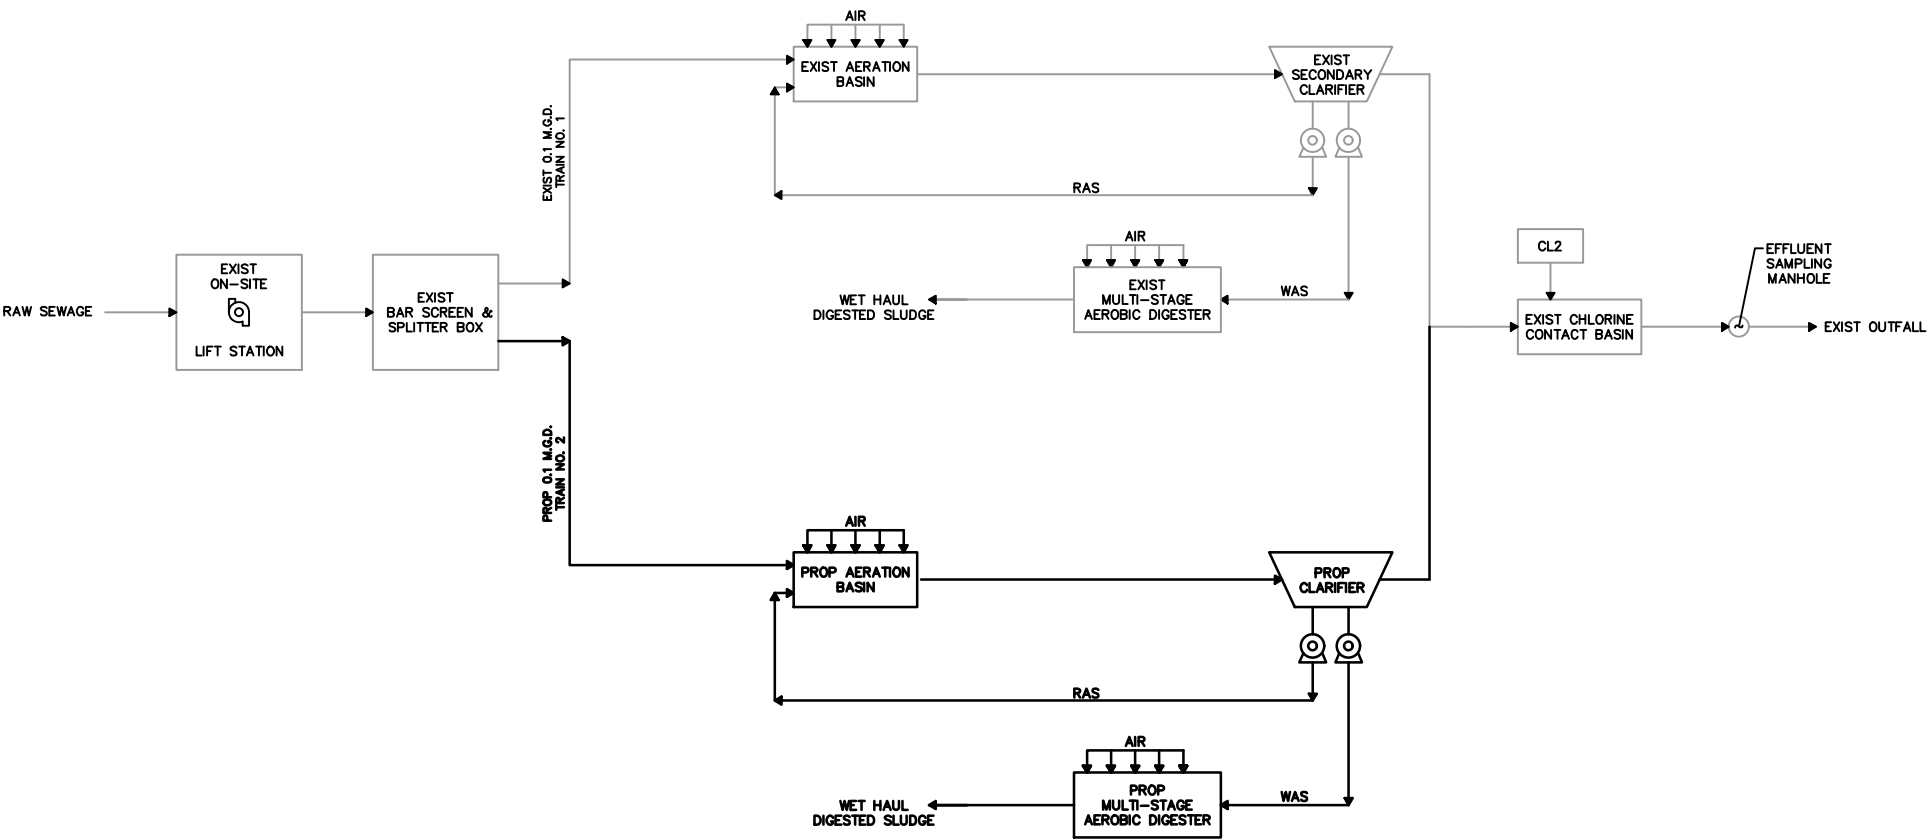 AIR
EXIST AERATION
BASIN
EXIST
SECONDARY
CLARIFIER
EXIST 0.1 M.G.D.
TRAIN NO. 1
RAS
RAW SEWAGE
EXIST
ON-SITE
LIFT STATION
EXIST
BAR SCREEN &
SPLITTER BOX
AIR
EXIST
MULTI-STAGE
AEROBIC DIGESTER
WET HAUL
DIGESTED SLUDGE
WAS
CL2
EXIST CHLORINE
CONTACT BASIN
EFFLUENT
SAMPLING
MANHOLE
~
EXIST OUTFALL
PROP 0.1 M.G.D.
TRAIN NO. 2
AIR
PROP AERATION
BASIN
PROP
CLARIFIER
RAS
AIR
PROP
MULTI-STAGE
AEROBIC DIGESTER
WET HAUL
DIGESTED SLUDGE
WAS